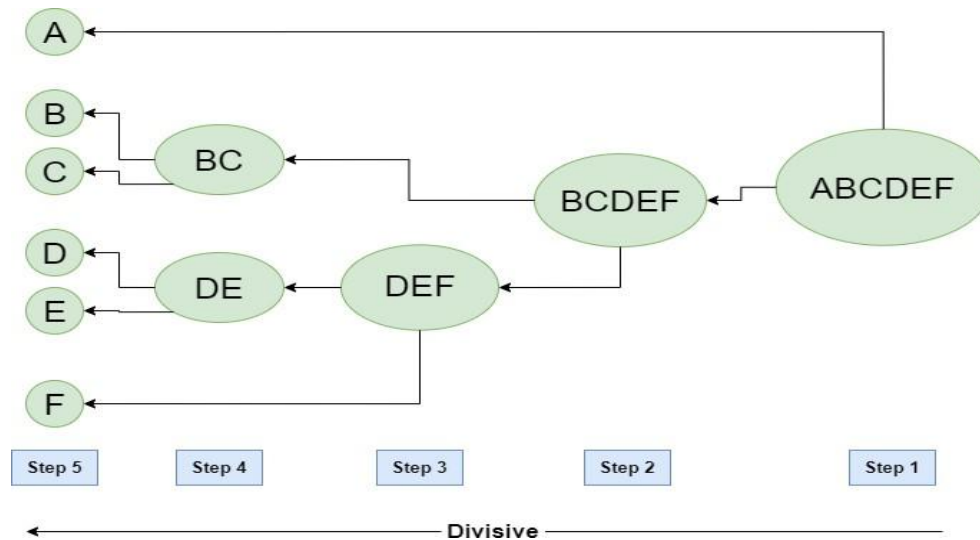 A
B
C
BC
BCDEF
ABCDEF
D
E
DE
DEF
F
Step 5 Step 4 Step 3 Step 2 Step 1
Divisive